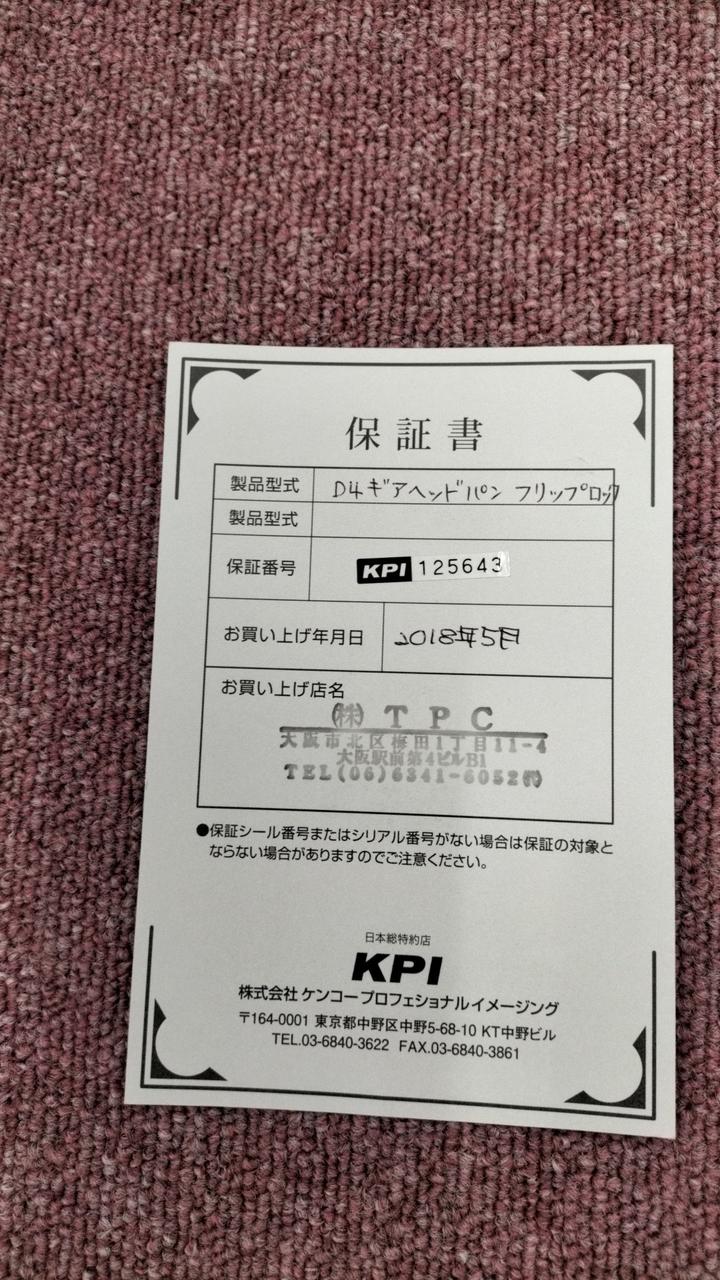 保証書
製品型式 D4ギアヘッドパン フリップロック
製品型式
保証番号 KPI 125643
お買い上げ年月日 2018年5月
お買い上げ店名
㈱ TPC
大阪市北区梅田1丁目11-4
大阪駅前第4ビルB1
TEL(06)6341-6052㈹
●保証シール番号またはシリアル番号がない場合は保証の対象と
ならない場合がありますのでご注意ください。
日本総特約店
KPI
株式会社 ケンコープロフェショナルイメージング
〒164-0001 東京都中野区中野5-68-10 KT中野ビル
TEL.03-6840-3622 FAX.03-6840-3861